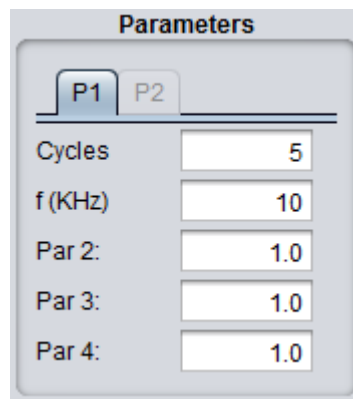 Parameters
P1 P2
Cycles 5
f (KHz) 10
Par 2: 1.0
Par 3: 1.0
Par 4: 1.0